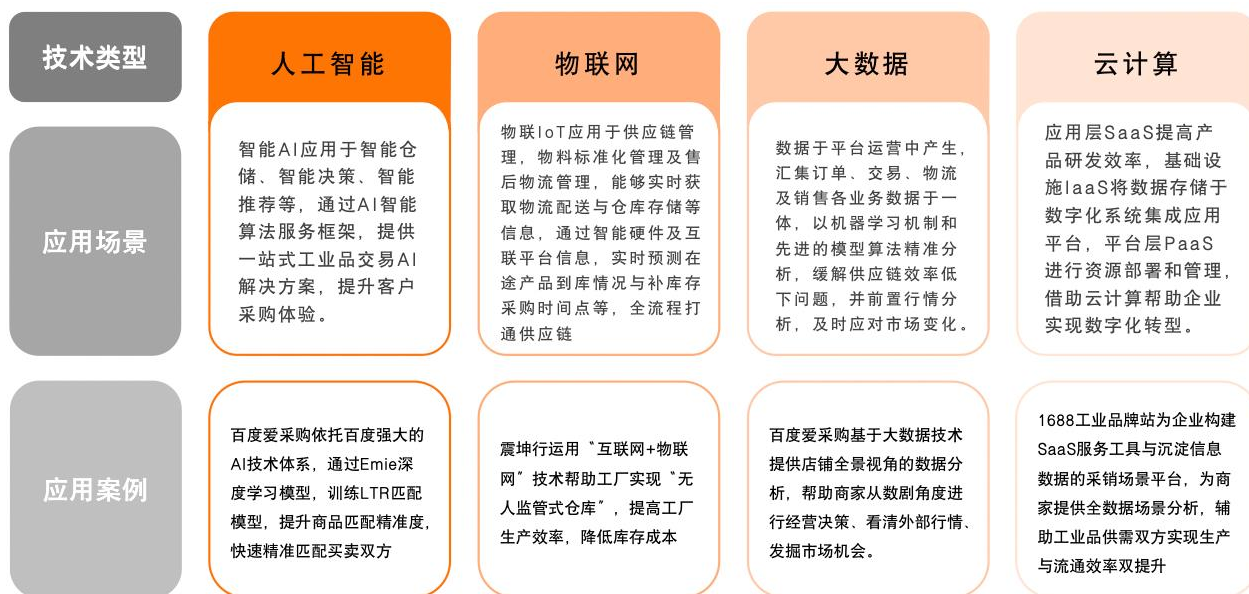 技术类型
人工智能
物联网
大数据
云计算
应用场景
智能AI应用于智能仓
储、智能决策、智能
推荐等，通过AI智能
算法服务框架，提供
一站式工业品交易AI
解决方案，提升客户
采购体验。
物联IoT应用于供应链管
理，物料标准化管理及售
后物流管理，能够实时获
取物流配送与仓库存储等
信息，通过智能硬件及互
联平台信息，实时预测在
途产品到库情况与补库存
采购时间点等，全流程打
通供应链
数据于平台运营中产生，
汇集订单、交易、物流
及销售各业务数据于一
体，以机器学习机制和
先进的模型算法精准分
析，缓解供应链效率低
下问题，并前置行情分
析，及时应对市场变化。
应用层SaaS提高产
品研发效率，基础设
施IaaS将数据存储于
数字化系统集成应用
平台，平台层PaaS
进行资源部署和管理，
借助云计算帮助企业
实现数字化转型。
应用案例
百度爱采购依托百度强大的
AI技术体系，通过Emie深
度学习模型，训练LTR匹配
模型，提升商品匹配精准度，
快速精准匹配买卖双方
震坤行运用“互联网+物联
网”技术帮助工厂实现“无
人监管式仓库”，提高工厂
生产效率，降低库存成本
百度爱采购基于大数据技术
提供店铺全景视角的数据分
析，帮助商家从数剧角度进
行经营决策、看清外部行情、
发掘市场机会。
1688工业品牌站为企业构建
SaaS服务工具与沉淀信息
数据的采销场景平台，为商
家提供全数据场景分析，辅
助工业品供需双方实现生产
与流通效率双提升